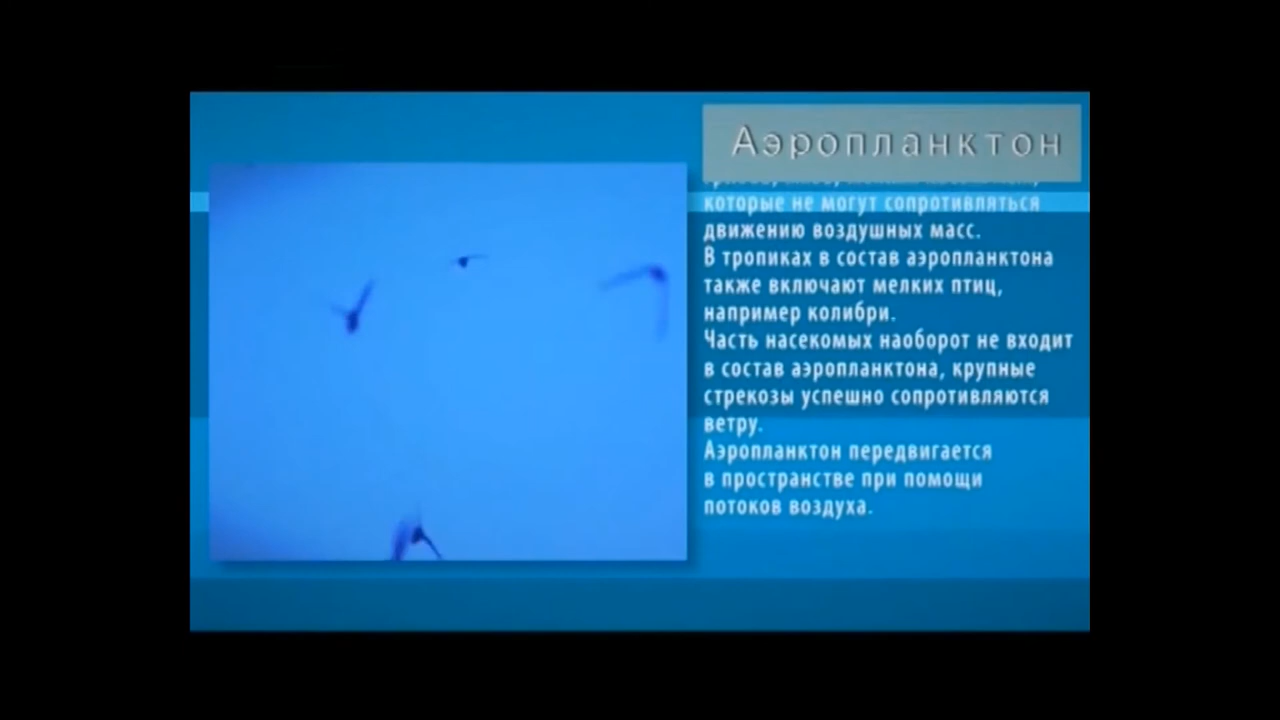 Аэропланктон
которые не могут сопротивляться
движению воздушных масс.
В тропиках в состав аэропланктона
также включают мелких птиц,
например колибри.
Часть насекомых наоборот не входит
в состав аэропланктона, крупные
стрекозы успешно сопротивляются
ветру.
Аэропланктон передвигается
в пространстве при помощи
потоков воздуха.